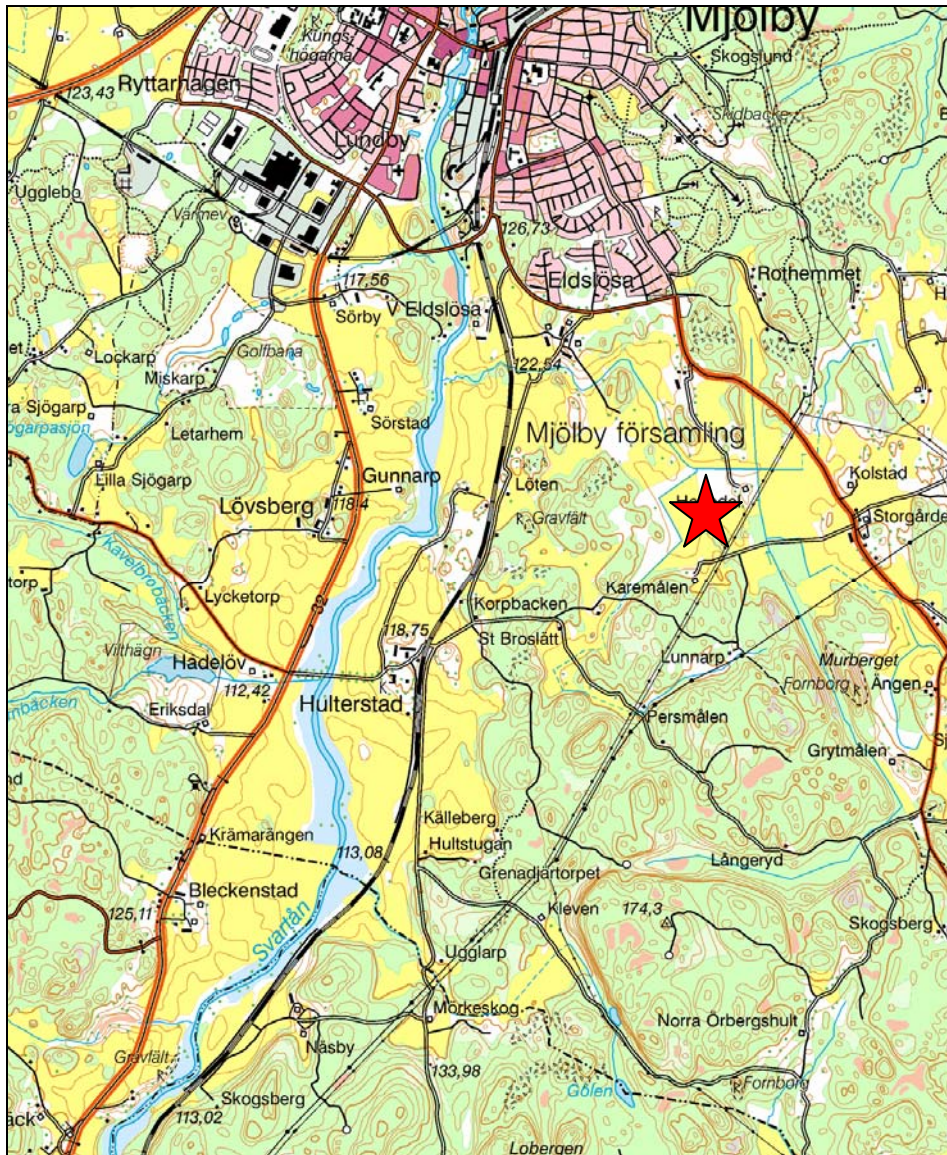 Mjölby
Skogslund
Kungs-
högarna
Ryttarhagen
123,43
Skidbacke
Lundby
Ugglebo
Värmev
126,73
Rothemmet
Eldslösa
117,56
V Eldslösa
Sörby
Golfbana
Lockarp
Miskarp
122,54
Sjögarp
Letarhem
Sörstad
Mjölby församling
Lilla Sjögarp
Gunnarp
Löten
Kolstad
Lövsberg
118,4
Gravfält
Storgårde
Kavelbrobäcken
Lycketorp
32
Karemålen
Korpbacken
118,75
St Broslätt
Vilthägn
Hadelöv
Lunnarp
Murberget
Fornborg
Ängen
112,42
Hulterstad
Eriksdal
Persmålen
Grytmålen
Källeberg
Krämarängen
Hultstugan
113,08
Långeryd
Grenadjärtorpet
Bleckenstad
Kleven
174,3
125,11
Skogsberg
Svartån
Ugglarp
Mörkeskog
Norra Örbergshult
Gravfält
Näsby
133,98
Fornborg
Gölen
Skogsberg
113,02
Lobergen